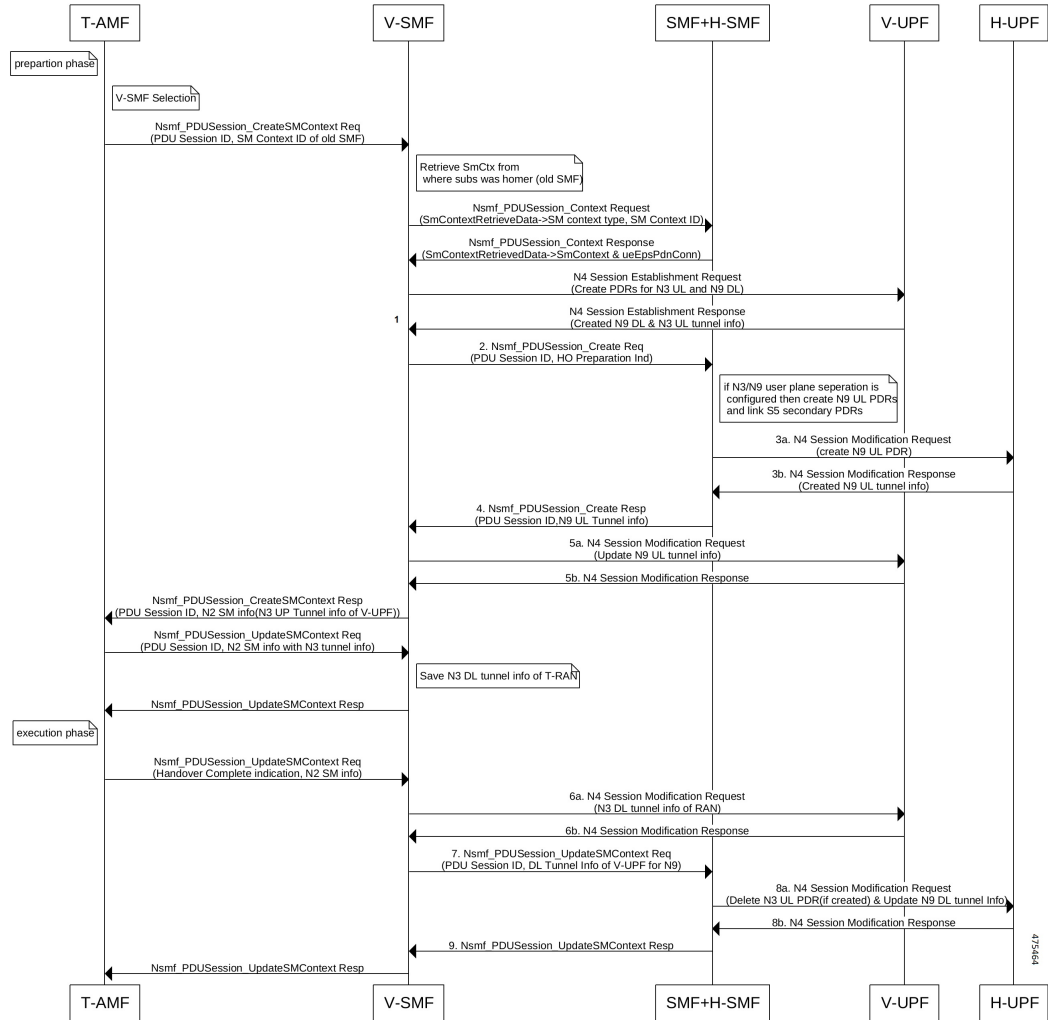 T-AMF
V-SMF
SMF+H-SMF
V-UPF
H-UPF
prepartion phase
V-SMF Selection
Nsmf_PDUSession_CreateSMContext Req
(PDU Session ID, SM Context ID of old SMF)
Retrieve SmCtx from
where subs was homer (old SMF)
Nsmf_PDUSession_Context Request
(SmContextRetrieveData->SM context type, SM Context ID)
Nsmf_PDUSession_Context Response
(SmContextRetrievedData->SmContext & ueEpsPdnConn)
N4 Session Establishment Request
(Create PDRs for N3 UL and N9 DL)
1
N4 Session Establishment Response
(Created N9 DL & N3 UL tunnel info)
2. Nsmf_PDUSession_Create Req
(PDU Session ID, HO Preparation Ind)
if N3/N9 user plane seperation is
configured then create N9 UL PDRs
and link S5 secondary PDRs
3a. N4 Session Modification Request
(create N9 UL PDR)
3b. N4 Session Modification Response
(Created N9 UL tunnel info)
4. Nsmf_PDUSession_Create Resp
(PDU Session ID,N9 UL Tunnel info)
5a. N4 Session Modification Request
(Update N9 UL tunnel info)
5b. N4 Session Modification Response
Nsmf_PDUSession_CreateSMContext Resp
(PDU Session ID, N2 SM info(N3 UP Tunnel info of V-UPF))
Nsmf_PDUSession_UpdateSMContext Req
(PDU Session ID, N2 SM info with N3 tunnel info)
Save N3 DL tunnel info of T-RAN
Nsmf_PDUSession_UpdateSMContext Resp
execution phase
Nsmf_PDUSession_UpdateSMContext Req
(Handover Complete indication, N2 SM info)
6a. N4 Session Modification Request
(N3 DL tunnel info of RAN)
6b. N4 Session Modification Response
7. Nsmf_PDUSession_UpdateSMContext Req
(PDU Session ID, DL Tunnel Info of V-UPF for N9)
8a. N4 Session Modification Request
(Delete N3 UL PDR(if created) & Update N9 DL tunnel Info)
8b. N4 Session Modification Response
9. Nsmf_PDUSession_UpdateSMContext Resp
Nsmf_PDUSession_UpdateSMContext Resp
475464
T-AMF
V-SMF
SMF+H-SMF
V-UPF
H-UPF